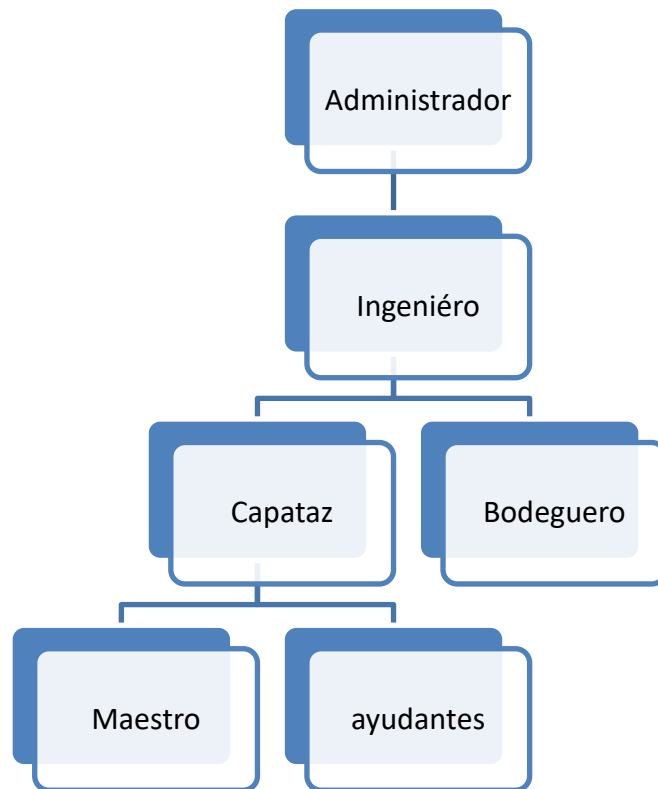 Administrador
Ingeniéro
Capataz
Bodeguero
Maestro
ayudantes